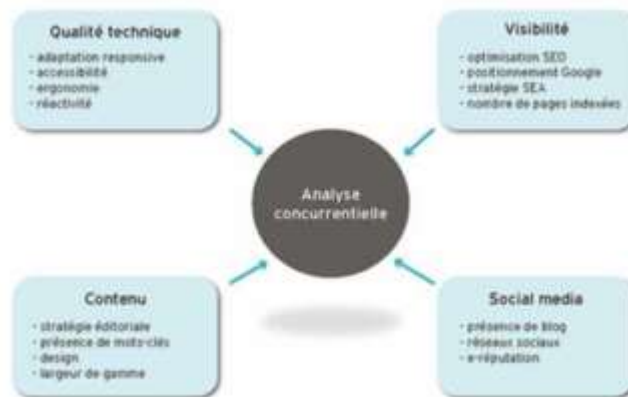 Qualité technique
- adaptation responsive
- accessibilité
- ergonomie
- réactivité
Visibilité
- optimisation SEO
- positionnement Google
- stratégie SEA
- nombre de pages indexées
Analyse
concurrentielle
Contenu
- stratégie éditoriale
- présence de mots-clés
- design
- largeur de gamme
Social media
- présence de blog
- réseaux sociaux
- e-réputation